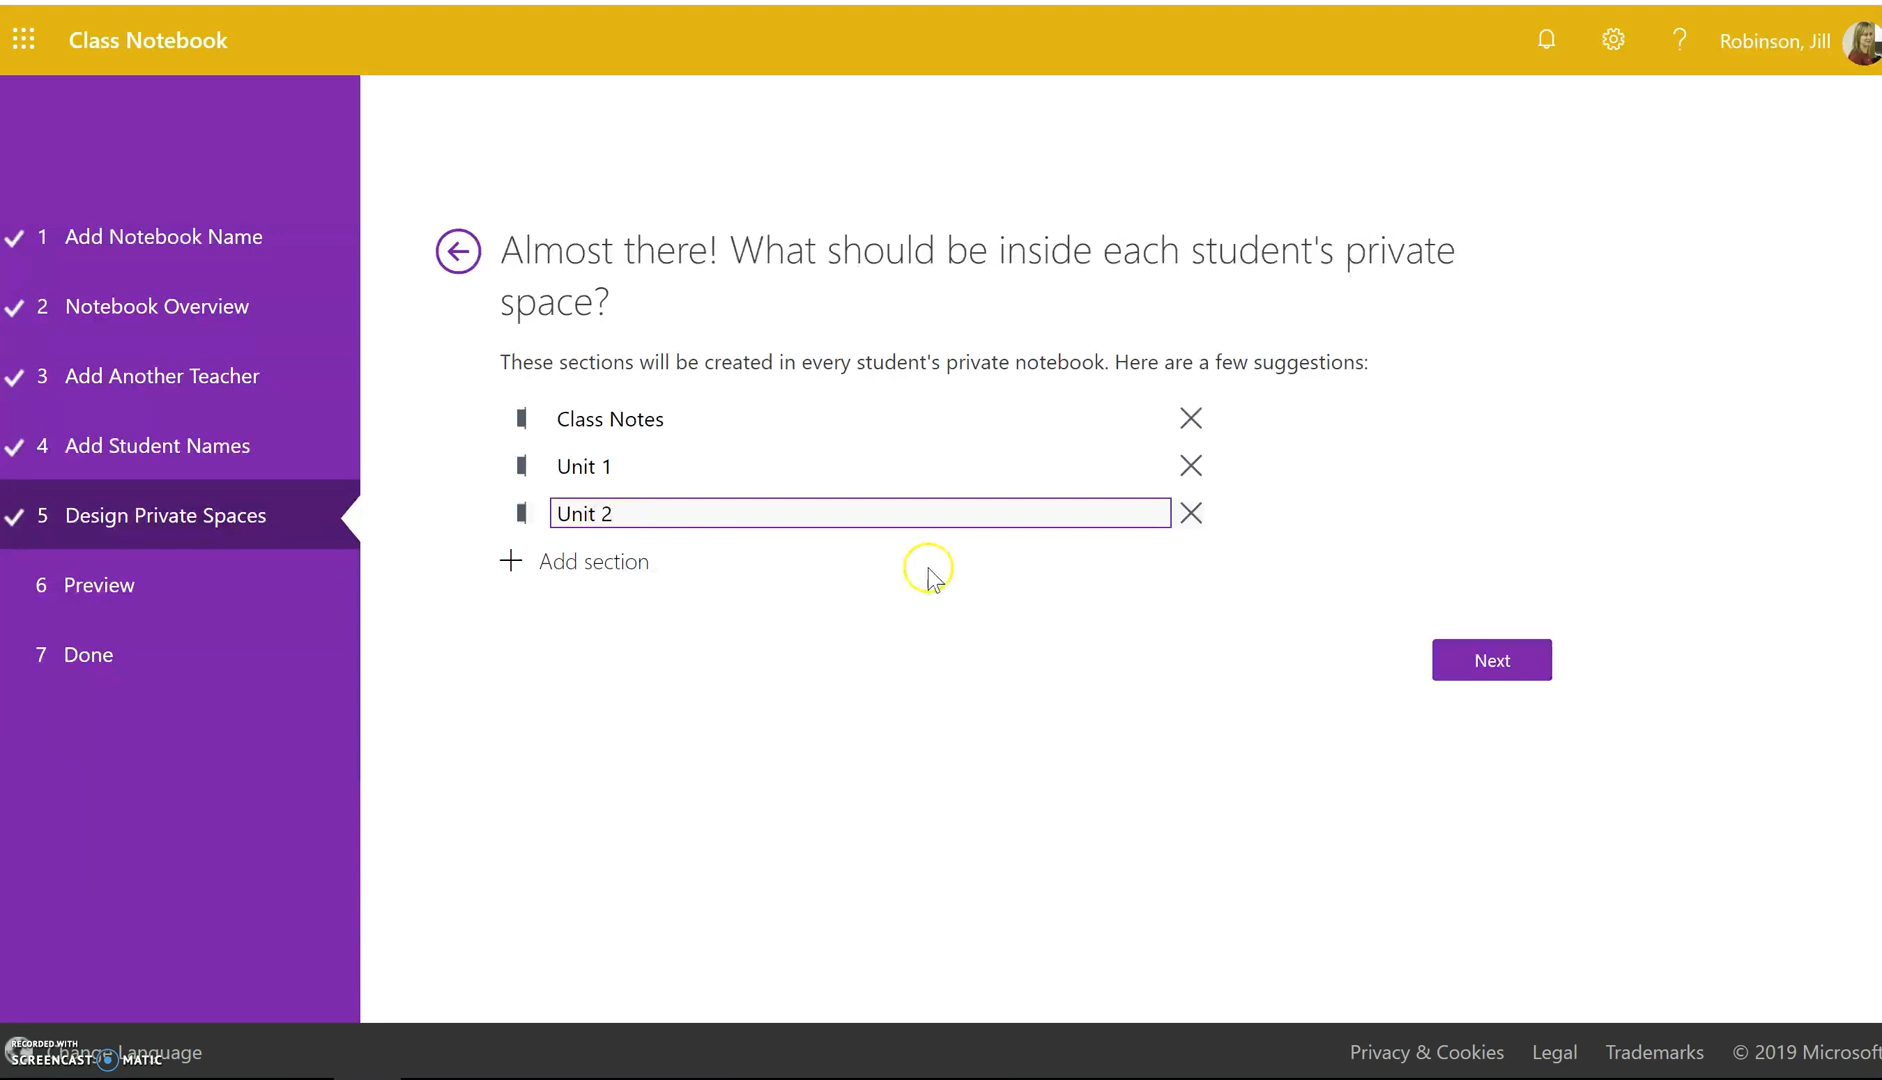 Class Notebook
Robinson, Jill
1 Add Notebook Name
2 Notebook Overview
3 Add Another Teacher
4 Add Student Names
5 Design Private Spaces
6 Preview
7 Done
Almost there! What should be inside each student's private
space?
These sections will be created in every student's private notebook. Here are a few suggestions:
Class Notes
Unit 1
Unit 2
Add section
Next
RECORDED WITH
SCREENCAST MATIC
Change Language
Privacy & Cookies
Legal
Trademarks
© 2019 Microsoft